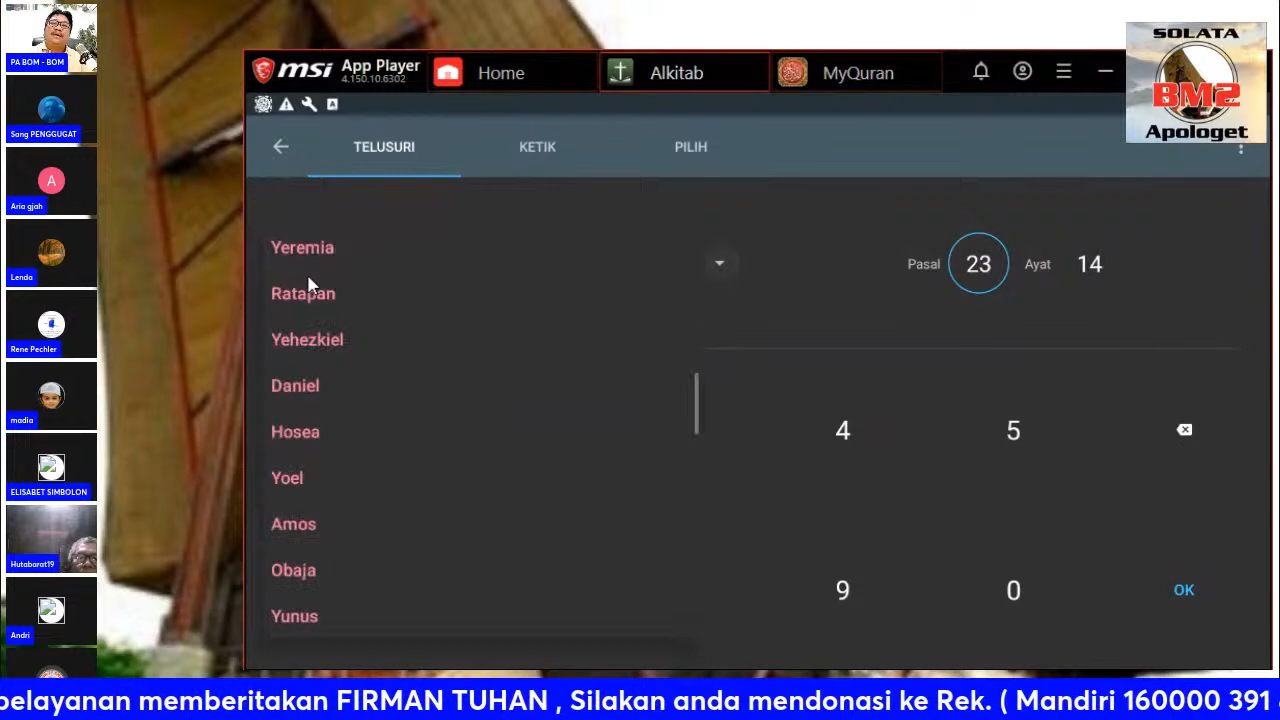 PA BOM - BOM
Sang PENGGUGAT
A
Aria gjah
Lenda
Rene Pechler
madia
ELISABET SIMBOLON
Hutabarat19
Andri
msi App Player
4.150.10.6302
Home
Alkitab
MyQuran
SOLATA
BM2
Apologet
TELUSURI
KETIK
PILIH
Yeremia
Ratapan
Yehezkiel
Daniel
Hosea
Yoel
Amos
Obaja
Yunus
Pasal 23 Ayat 14
4 5
9 0 OK
pelayanan memberitakan FIRMAN TUHAN , Silakan anda mendonasi ke Rek. ( Mandiri 160000 391